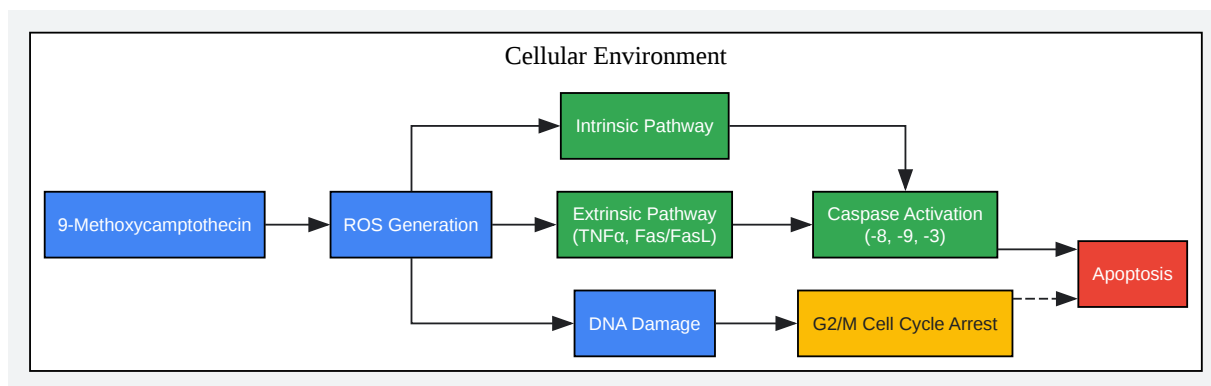 Cellular Environment
Intrinsic Pathway
9-Methoxycamptothecin
ROS Generation
Extrinsic Pathway
(TNFα, Fas/FasL)
Caspase Activation
(-8, -9, -3)
Apoptosis
DNA Damage
G2/M Cell Cycle Arrest